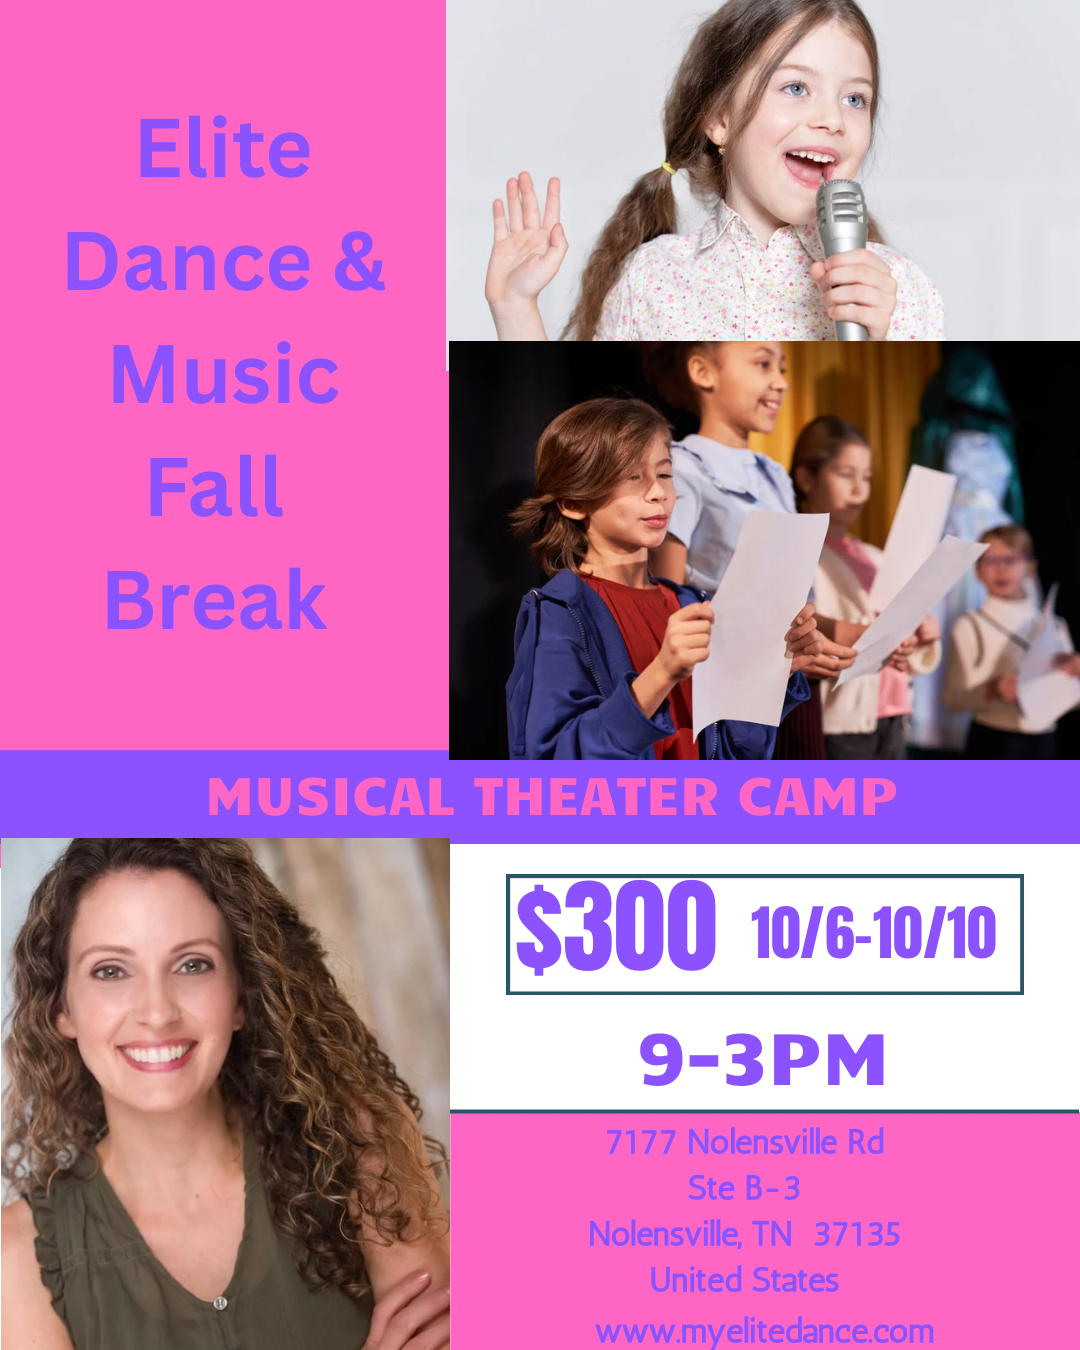 Elite
Dance &
Music
Fall
Break
MUSICAL THEATER CAMP
$300 10/6-10/10
9-3PM
7177 Nolensville Rd
Ste B-3
Nolensville, TN 37135
United States
www.myelitedance.com